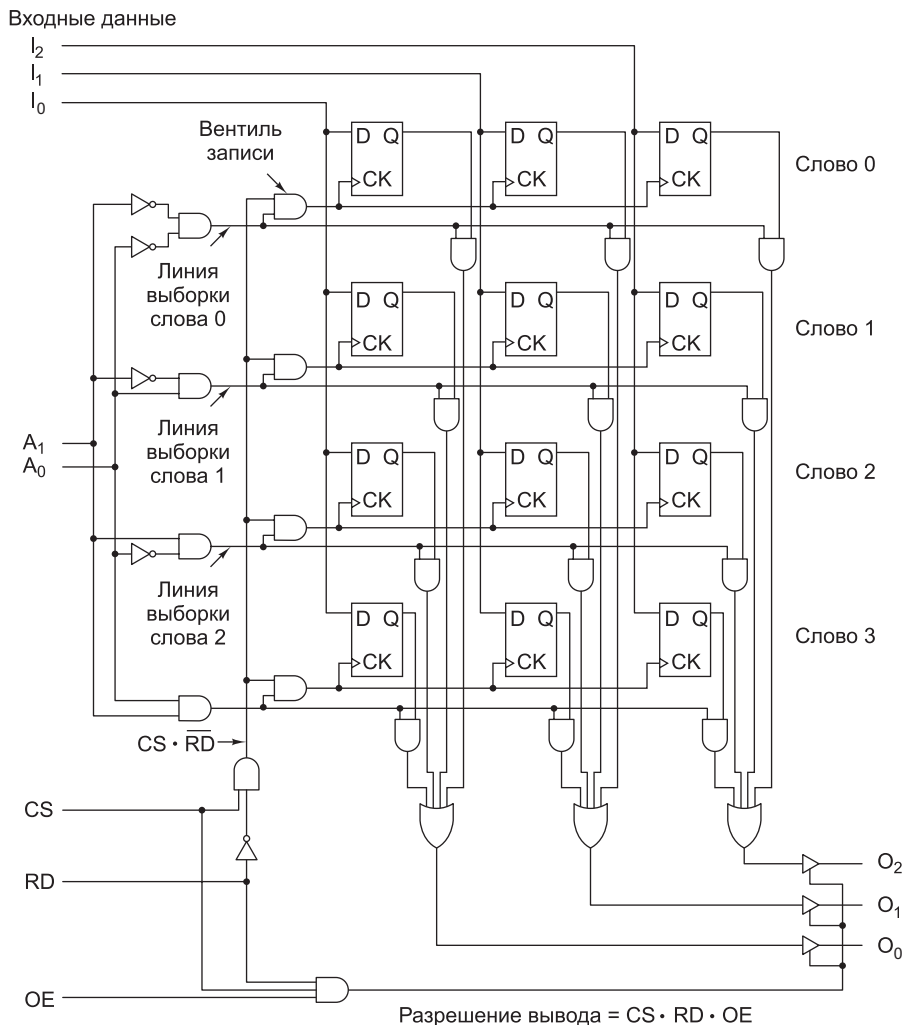 Входные данные
I2
I1
I0
Вентиль
записи
D Q
CK
D Q
CK
D Q
CK
Слово 0
Линия
выборки
слова 0
D Q
CK
D Q
CK
D Q
CK
Слово 1
A1
A0
Линия
выборки
слова 1
D Q
CK
D Q
CK
D Q
CK
Слово 2
Линия
выборки
слова 2
D Q
CK
D Q
CK
D Q
CK
Слово 3
CS · R̅D̅
CS
RD
OE
O2
O1
O0
Разрешение вывода = CS · RD · OE